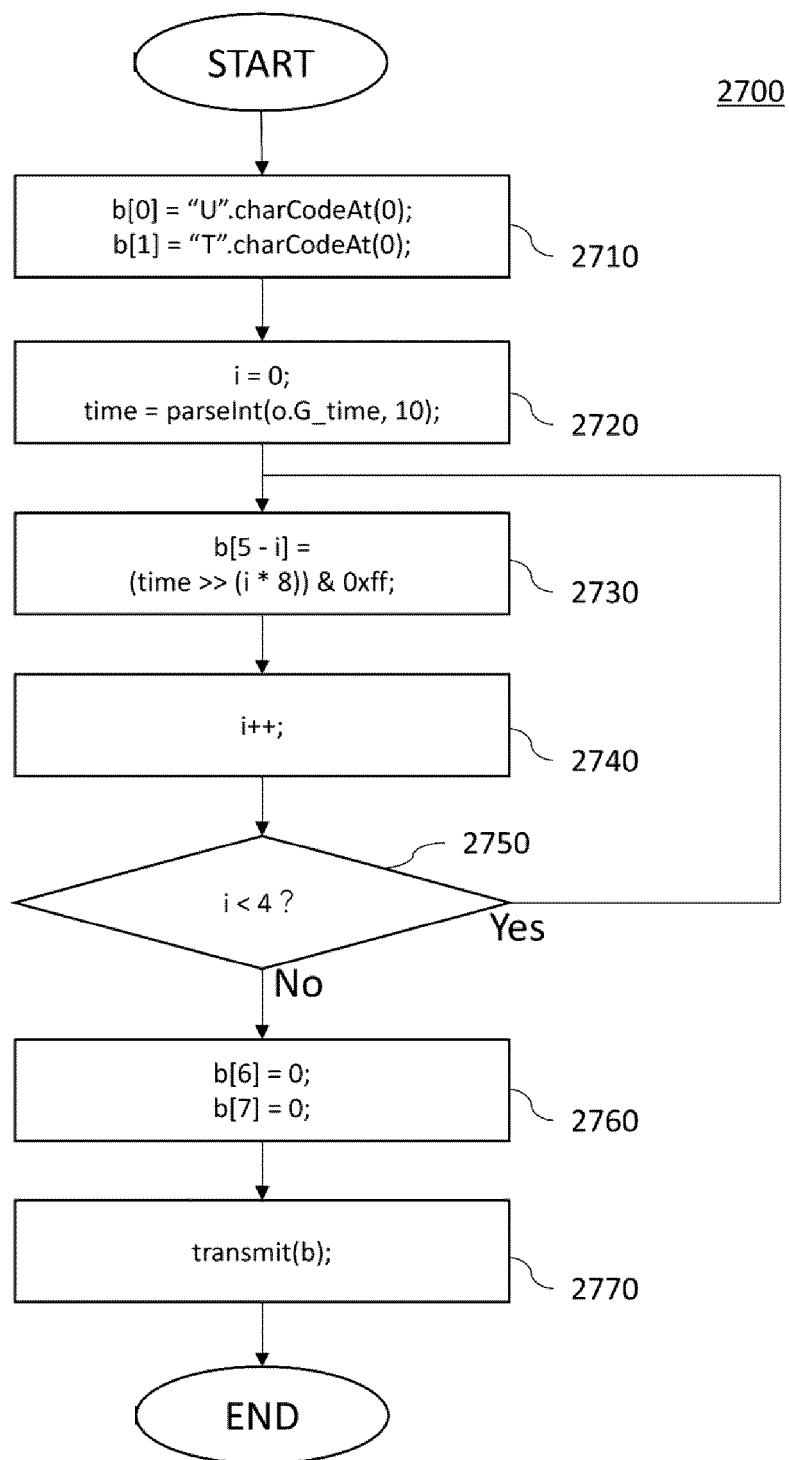 START
2700
b[0] = “U”.charCodeAt(0);
b[1] = “T”.charCodeAt(0);
2710
i = 0;
time = parseInt(o.G_time, 10);
2720
b[5 - i] =
(time >> (i * 8)) & 0xff;
2730
i++;
2740
2750
i < 4 ?
Yes
No
b[6] = 0;
b[7] = 0;
2760
transmit(b);
2770
END